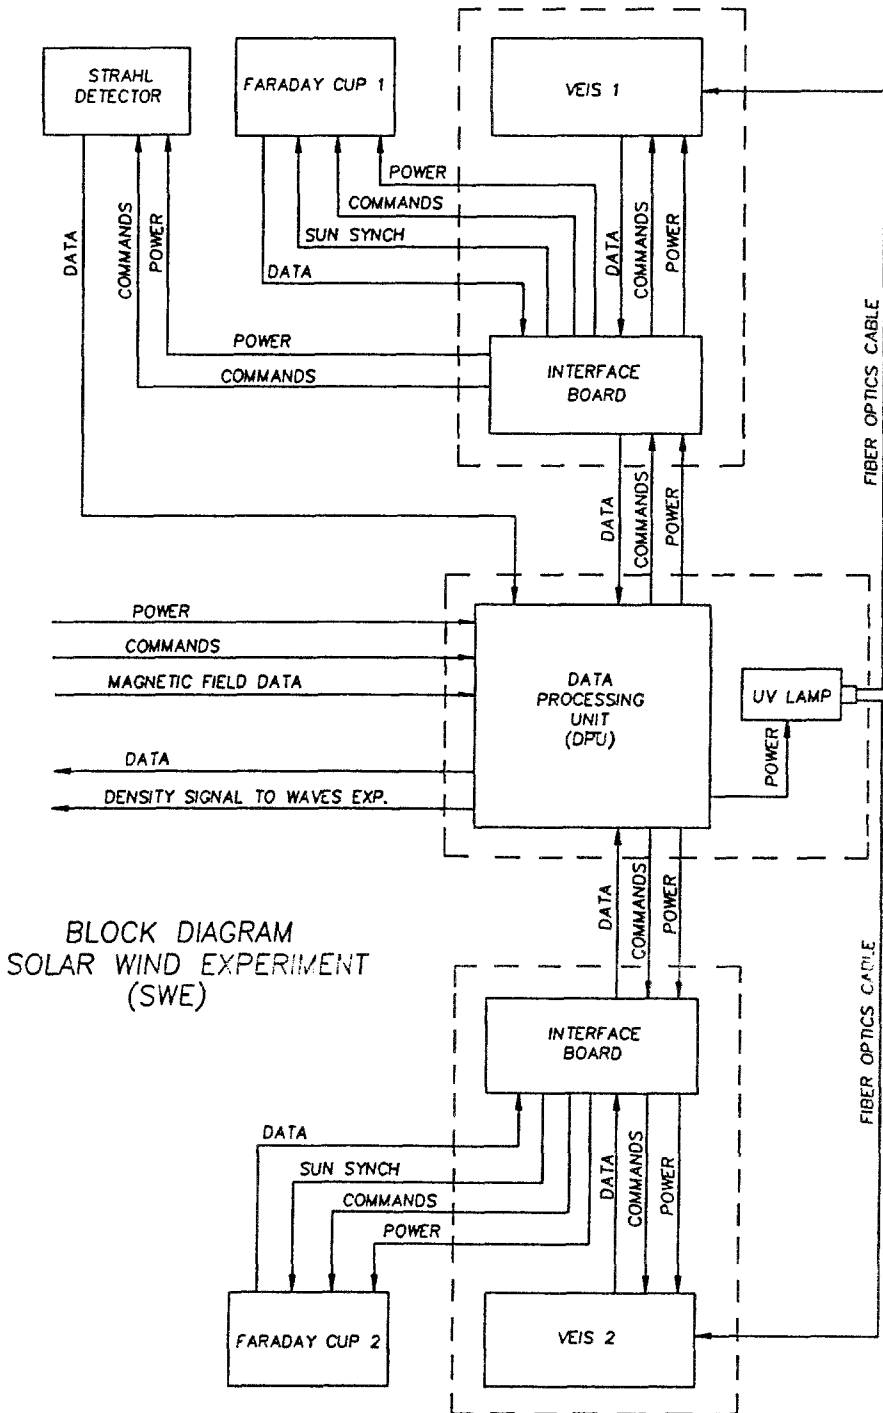 STRAHL
DETECTOR
FARADAY CUP 1
VEIS 1
POWER
COMMANDS
SUN SYNCH
DATA
DATA
COMMANDS
POWER
DATA
COMMANDS
POWER
POWER
COMMANDS
INTERFACE
BOARD
FIBER OPTICS CABLE
DATA
COMMANDS
POWER
POWER
COMMANDS
MAGNETIC FIELD DATA
DATA
DENSITY SIGNAL TO WAVES EXP.
DATA
PROCESSING
UNIT
(DPU)
UV LAMP
POWER
DATA
COMMANDS
POWER
BLOCK DIAGRAM
SOLAR WIND EXPERIMENT
(SWE)
INTERFACE
BOARD
FIBER OPTICS CABLE
DATA
SUN SYNCH
COMMANDS
POWER
DATA
COMMANDS
POWER
FARADAY CUP 2
VEIS 2